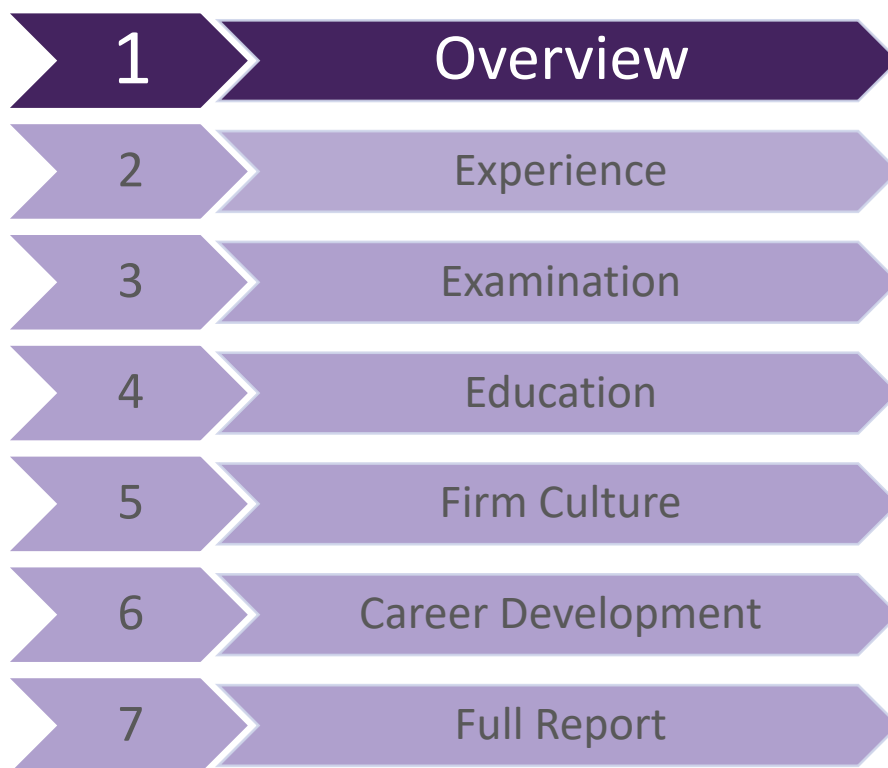 1 Overview
2 Experience
3 Examination
4 Education
5 Firm Culture
6 Career Development
7 Full Report